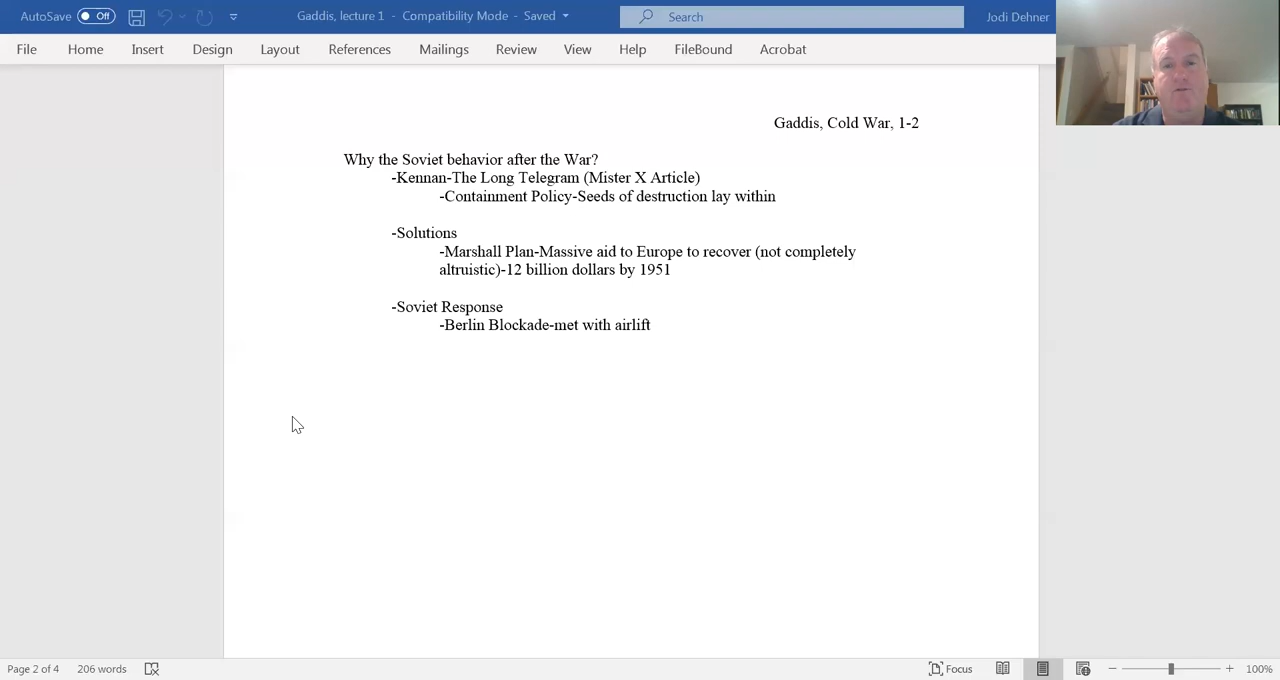 AutoSave Off Gaddis, lecture 1 - Compatibility Mode - Saved Search Jodi Dehner
File Home Insert Design Layout References Mailings Review View Help FileBound Acrobat
Gaddis, Cold War, 1-2
Why the Soviet behavior after the War?
-Kennan-The Long Telegram (Mister X Article)
-Containment Policy-Seeds of destruction lay within
-Solutions
-Marshall Plan-Massive aid to Europe to recover (not completely
altruistic)-12 billion dollars by 1951
-Soviet Response
-Berlin Blockade-met with airlift
Page 2 of 4 206 words Focus 100%